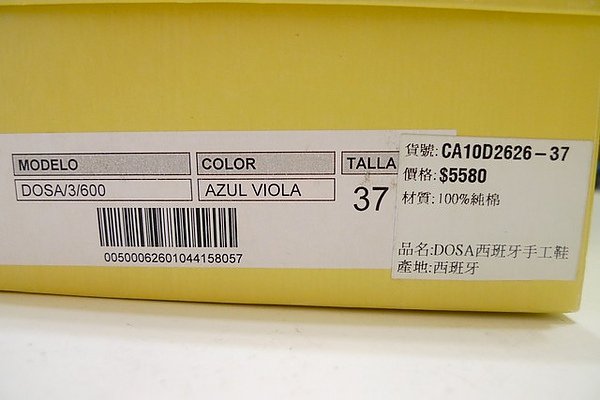 MODELO
COLOR
TALLA
DOSA/3/600
AZUL VIOLA
37
00500062601044158057
貨號:CA10D2626-37
價格:$5580
材質:100%純棉
品名:DOSA西班牙手工鞋
產地:西班牙